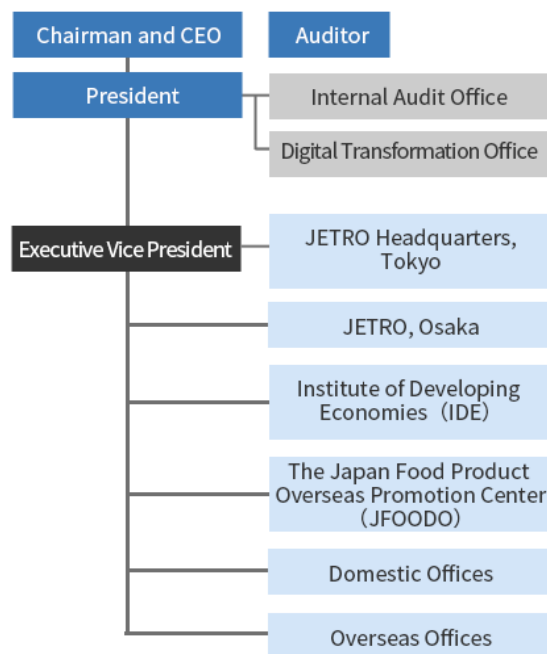 Chairman and CEO
Auditor
President
Internal Audit Office
Digital Transformation Office
Executive Vice President
JETRO Headquarters,
Tokyo
JETRO, Osaka
Institute of Developing
Economies（IDE）
The Japan Food Product
Overseas Promotion Center
（JFOODO）
Domestic Offices
Overseas Offices